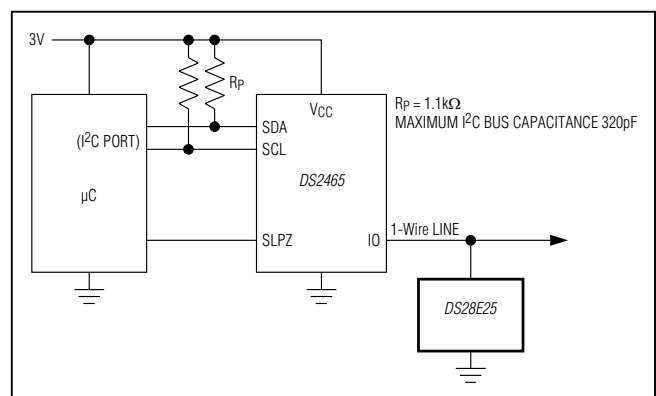 3V
RP
VCC
RP = 1.1kΩ
MAXIMUM I2C BUS CAPACITANCE 320pF
(I2C PORT)
SDA
SCL
DS2465
µC
SLPZ
IO
1-Wire LINE
DS28E25